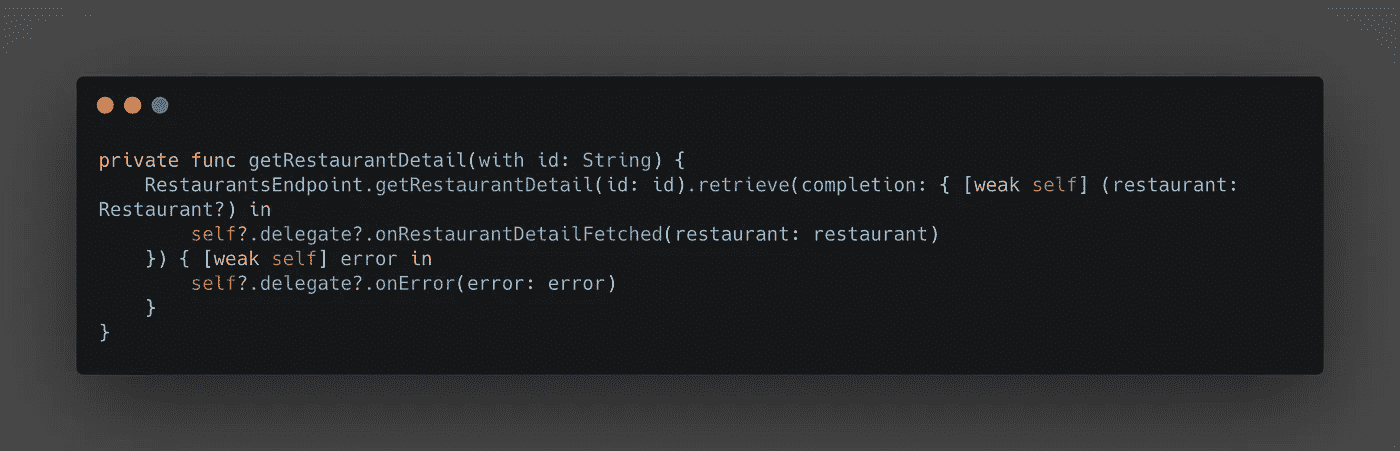 private func getRestaurantDetail(with id: String) {
    RestaurantsEndpoint.getRestaurantDetail(id: id).retrieve(completion: { [weak self] (restaurant:
Restaurant?) in
        self?.delegate?.onRestaurantDetailFetched(restaurant: restaurant)
    }) { [weak self] error in
        self?.delegate?.onError(error: error)
    }
}